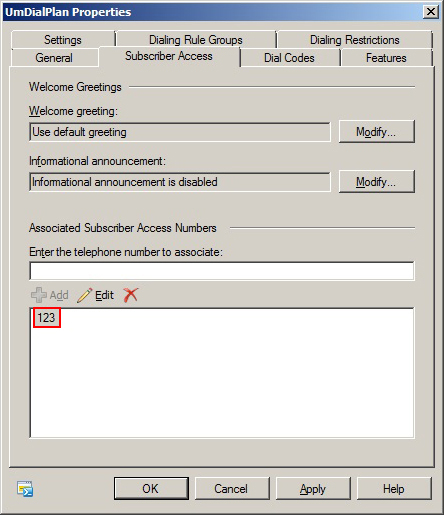 UmDialPlan Properties
Settings Dialing Rule Groups Dialing Restrictions
General Subscriber Access Dial Codes Features
Welcome Greetings
Welcome greeting:
Use default greeting Modify...
Informational announcement:
Informational announcement is disabled Modify...
Associated Subscriber Access Numbers
Enter the telephone number to associate:
Add Edit
123
OK Cancel Apply Help